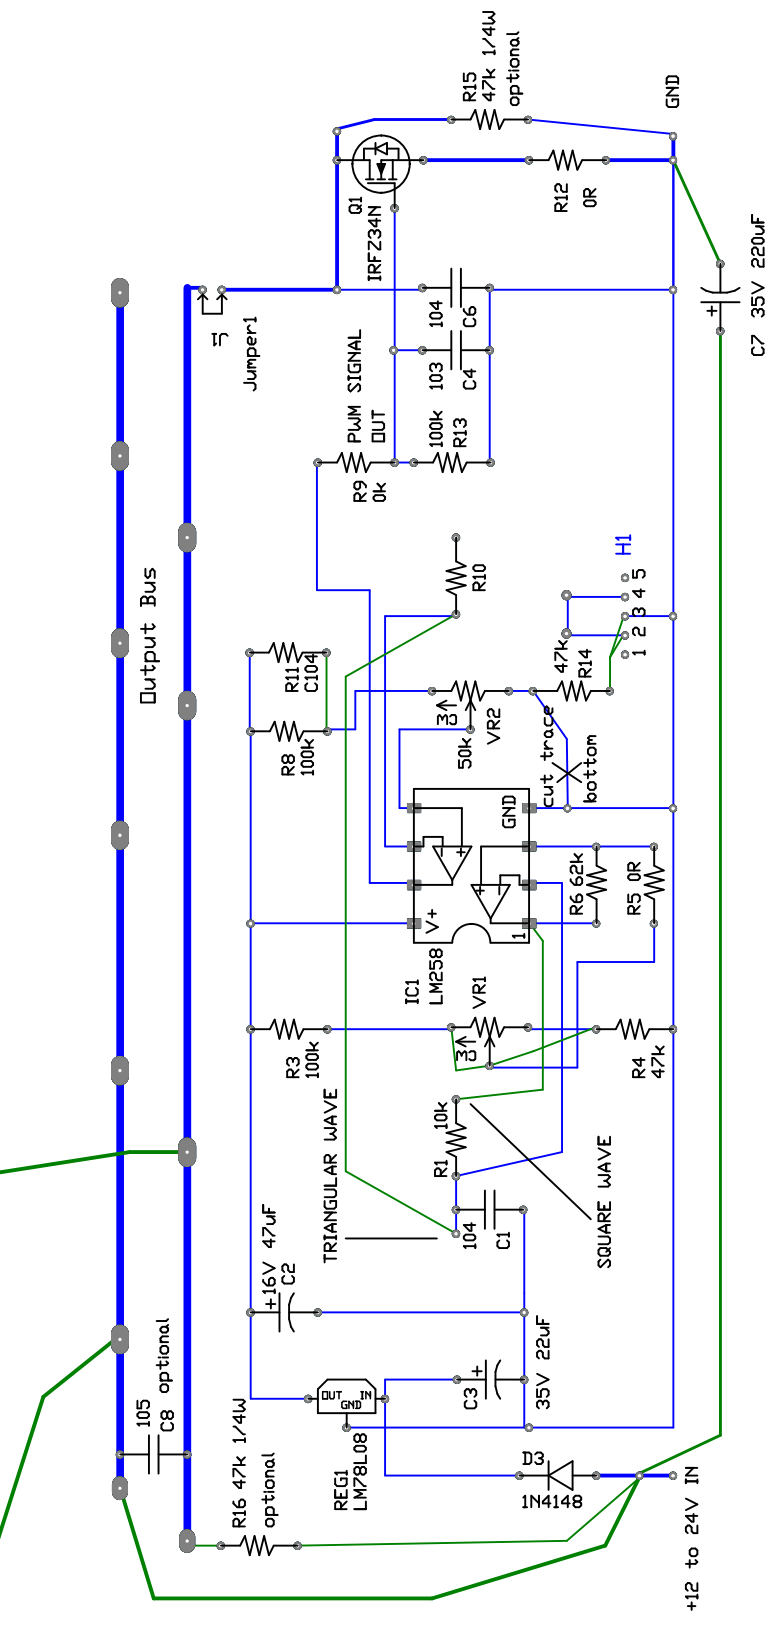 R15
47k 1/4W
optional
GND
R12
0R
Q1
IRFZ34N
C7 35V 220uF
+
J1
Jumper1
104
C6
103
C4
PWM SIGNAL
OUT
100k
R13
R9
0k
H1
1 2 3 4 5
R10
Output Bus
R11
C104
R8
100k
47k
R14
50k
VR2
cut trace
bottom
GND
V+
1
IC1
LM258
R6 62k
R5 0R
VR1
R3
100k
R4
47k
R1
10k
TRIANGULAR WAVE
SQUARE WAVE
104
C1
+16V 47uF
C2
C3
+
35V 22uF
OUT
IN
GND
REG1
LM78L08
105
C8
optional
R16 47k 1/4W
optional
D3
1N4148
+12 to 24V IN